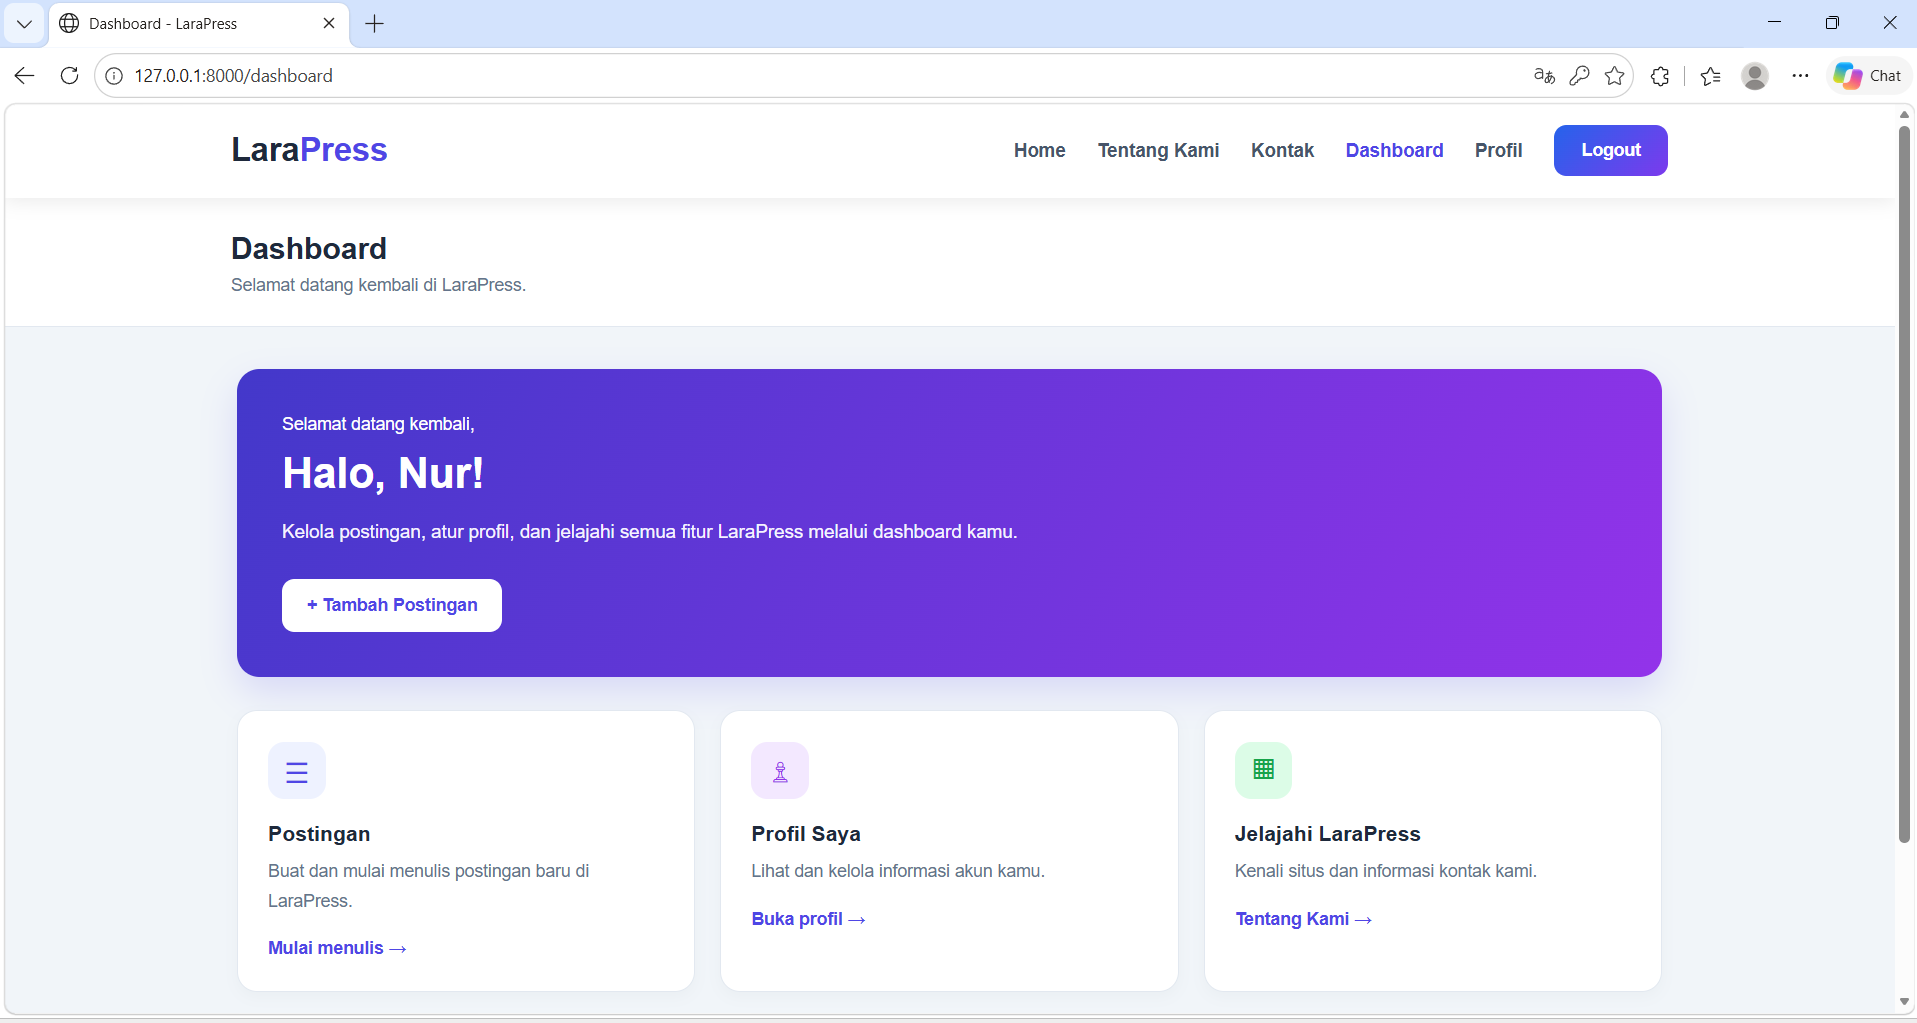 Dashboard - LaraPress
127.0.0.1:8000/dashboard
Chat
LaraPress
Home
Tentang Kami
Kontak
Dashboard
Profil
Logout
Dashboard
Selamat datang kembali di LaraPress.
Selamat datang kembali,
Halo, Nur!
Kelola postingan, atur profil, dan jelajahi semua fitur LaraPress melalui dashboard kamu.
+ Tambah Postingan
Postingan
Buat dan mulai menulis postingan baru di
LaraPress.
Mulai menulis →
Profil Saya
Lihat dan kelola informasi akun kamu.
Buka profil →
Jelajahi LaraPress
Kenali situs dan informasi kontak kami.
Tentang Kami →